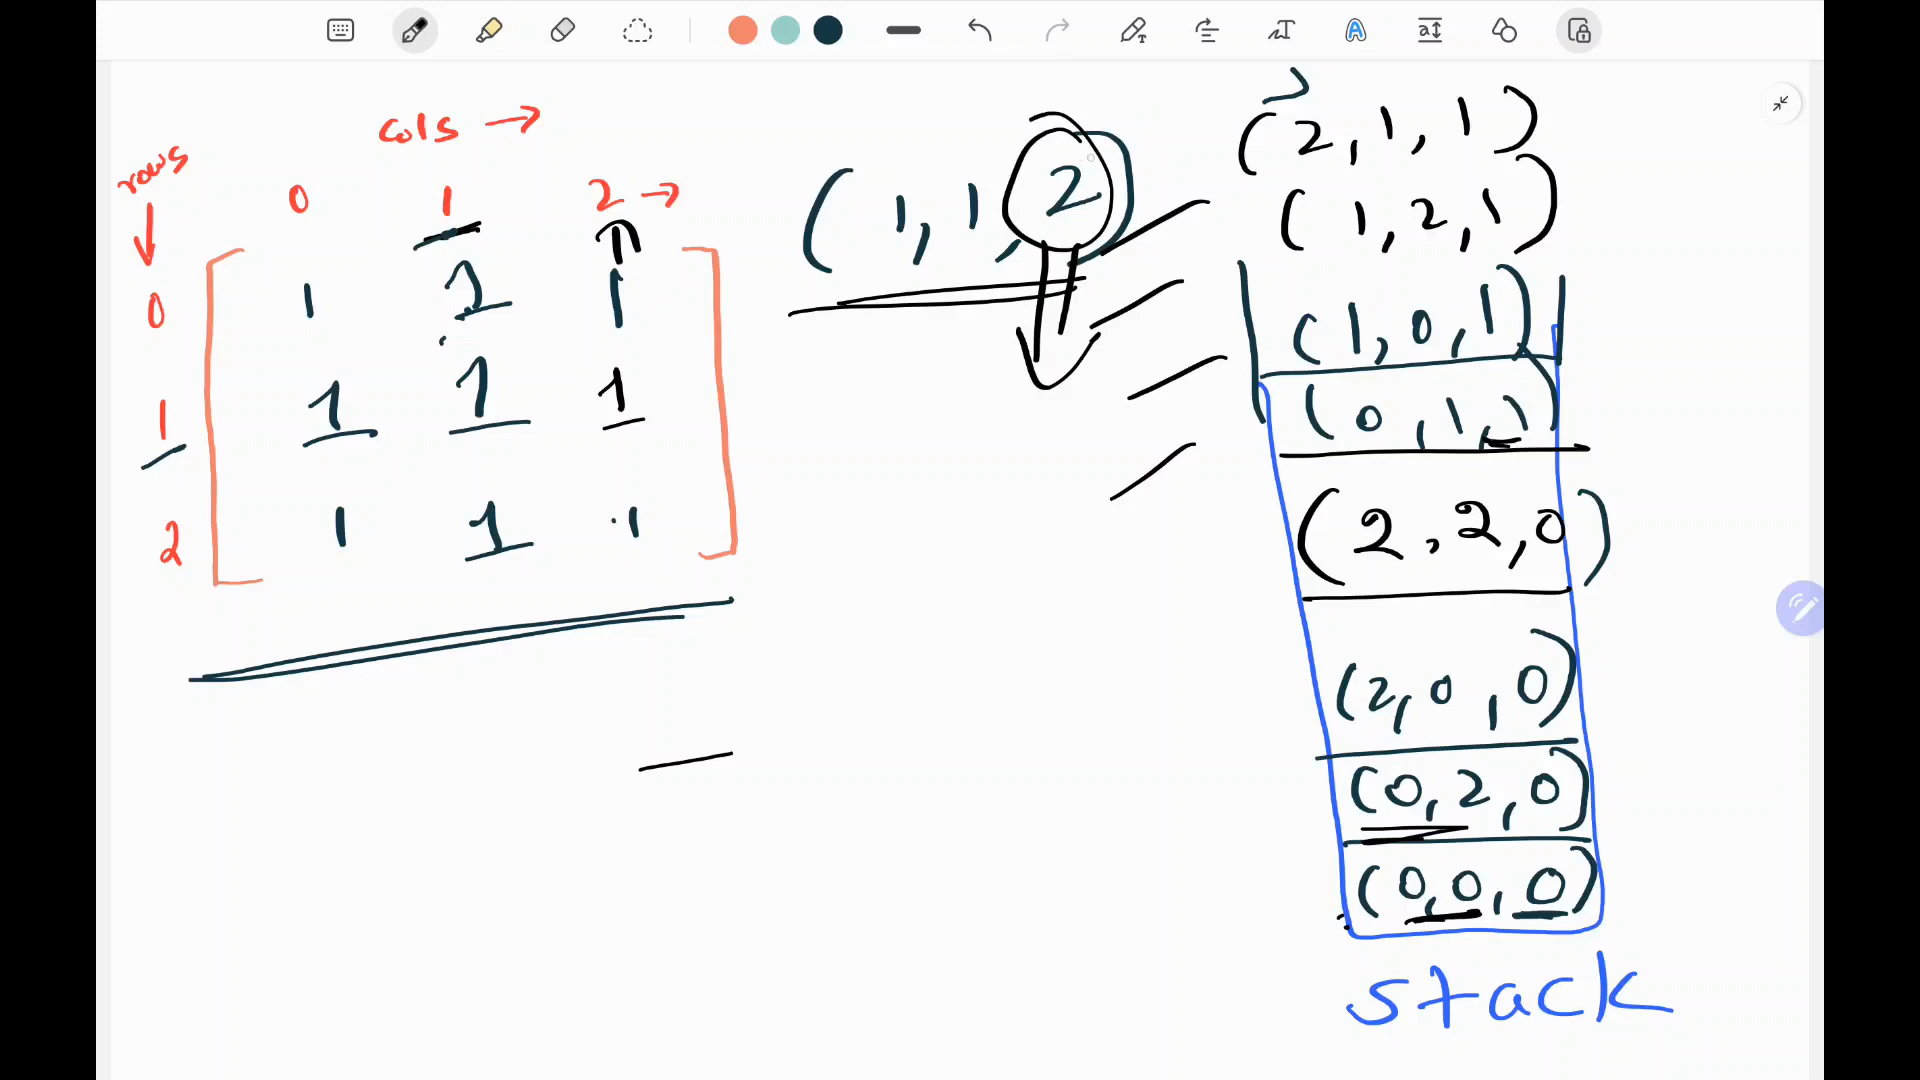 cols →
rows
0 1 2 →
0 1 1 1
1 1 1 1
2 1 1 1
(1,1,2)
(2,1,1)
(1,2,1)
(1,0,1)
(0,1,1)
(2,2,0)
(2,0,0)
(0,2,0)
(0,0,0)
stack